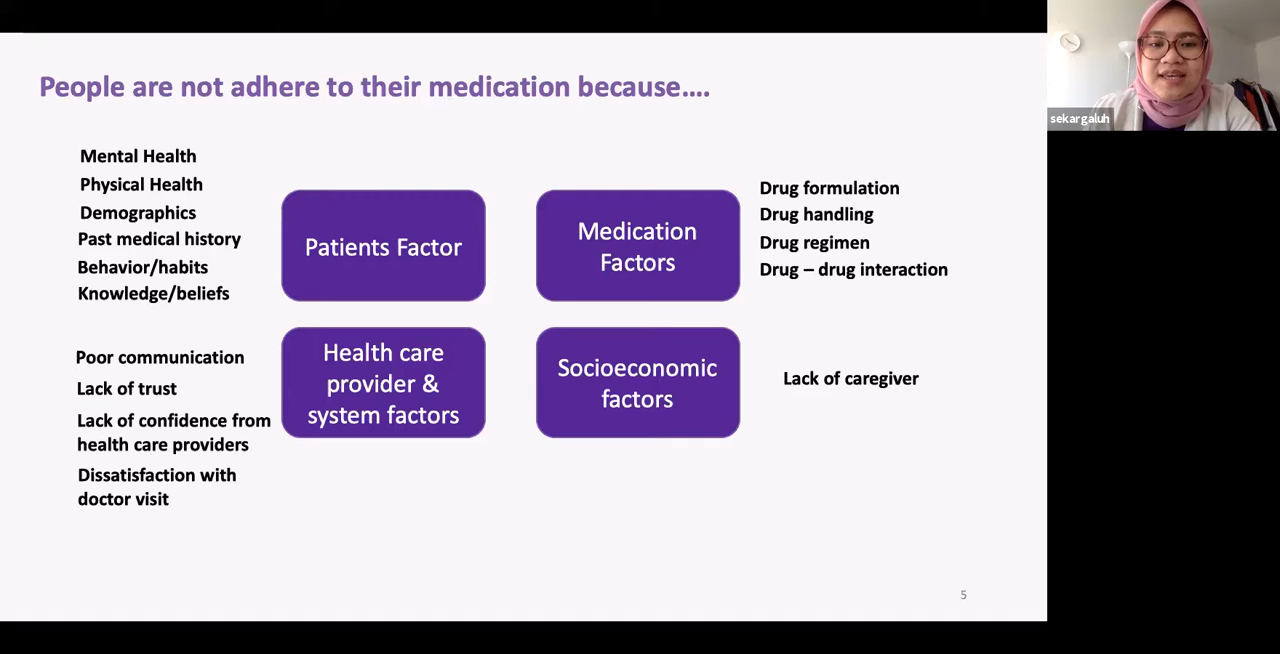 People are not adhere to their medication because....
Mental Health
Physical Health
Demographics
Past medical history
Behavior/habits
Knowledge/beliefs
Patients Factor
Medication
Factors
Drug formulation
Drug handling
Drug regimen
Drug – drug interaction
Poor communication
Lack of trust
Lack of confidence from
health care providers
Dissatisfaction with
doctor visit
Health care
provider &
system factors
Socioeconomic
factors
Lack of caregiver
5
sekargaluh